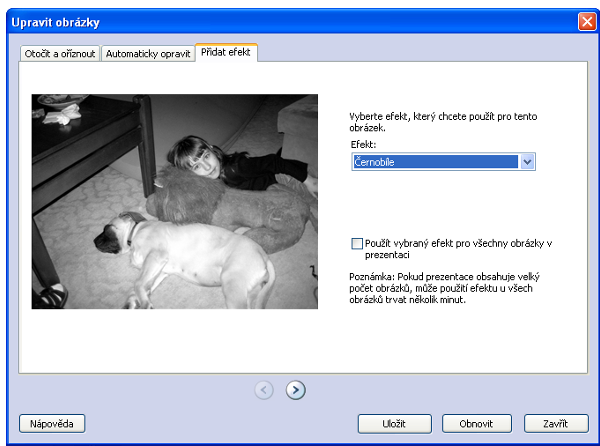 Upravit obrázky
Otočit a oříznout Automaticky opravit Přidat efekt
Vyberte efekt, který chcete použít pro tento
obrázek.
Efekt:
Černobíle
Použít vybraný efekt pro všechny obrázky v
prezentaci
Poznámka: Pokud prezentace obsahuje velký
počet obrázků, může použití efektu u všech
obrázků trvat několik minut.
Nápověda Uložit Obnovit Zavřít